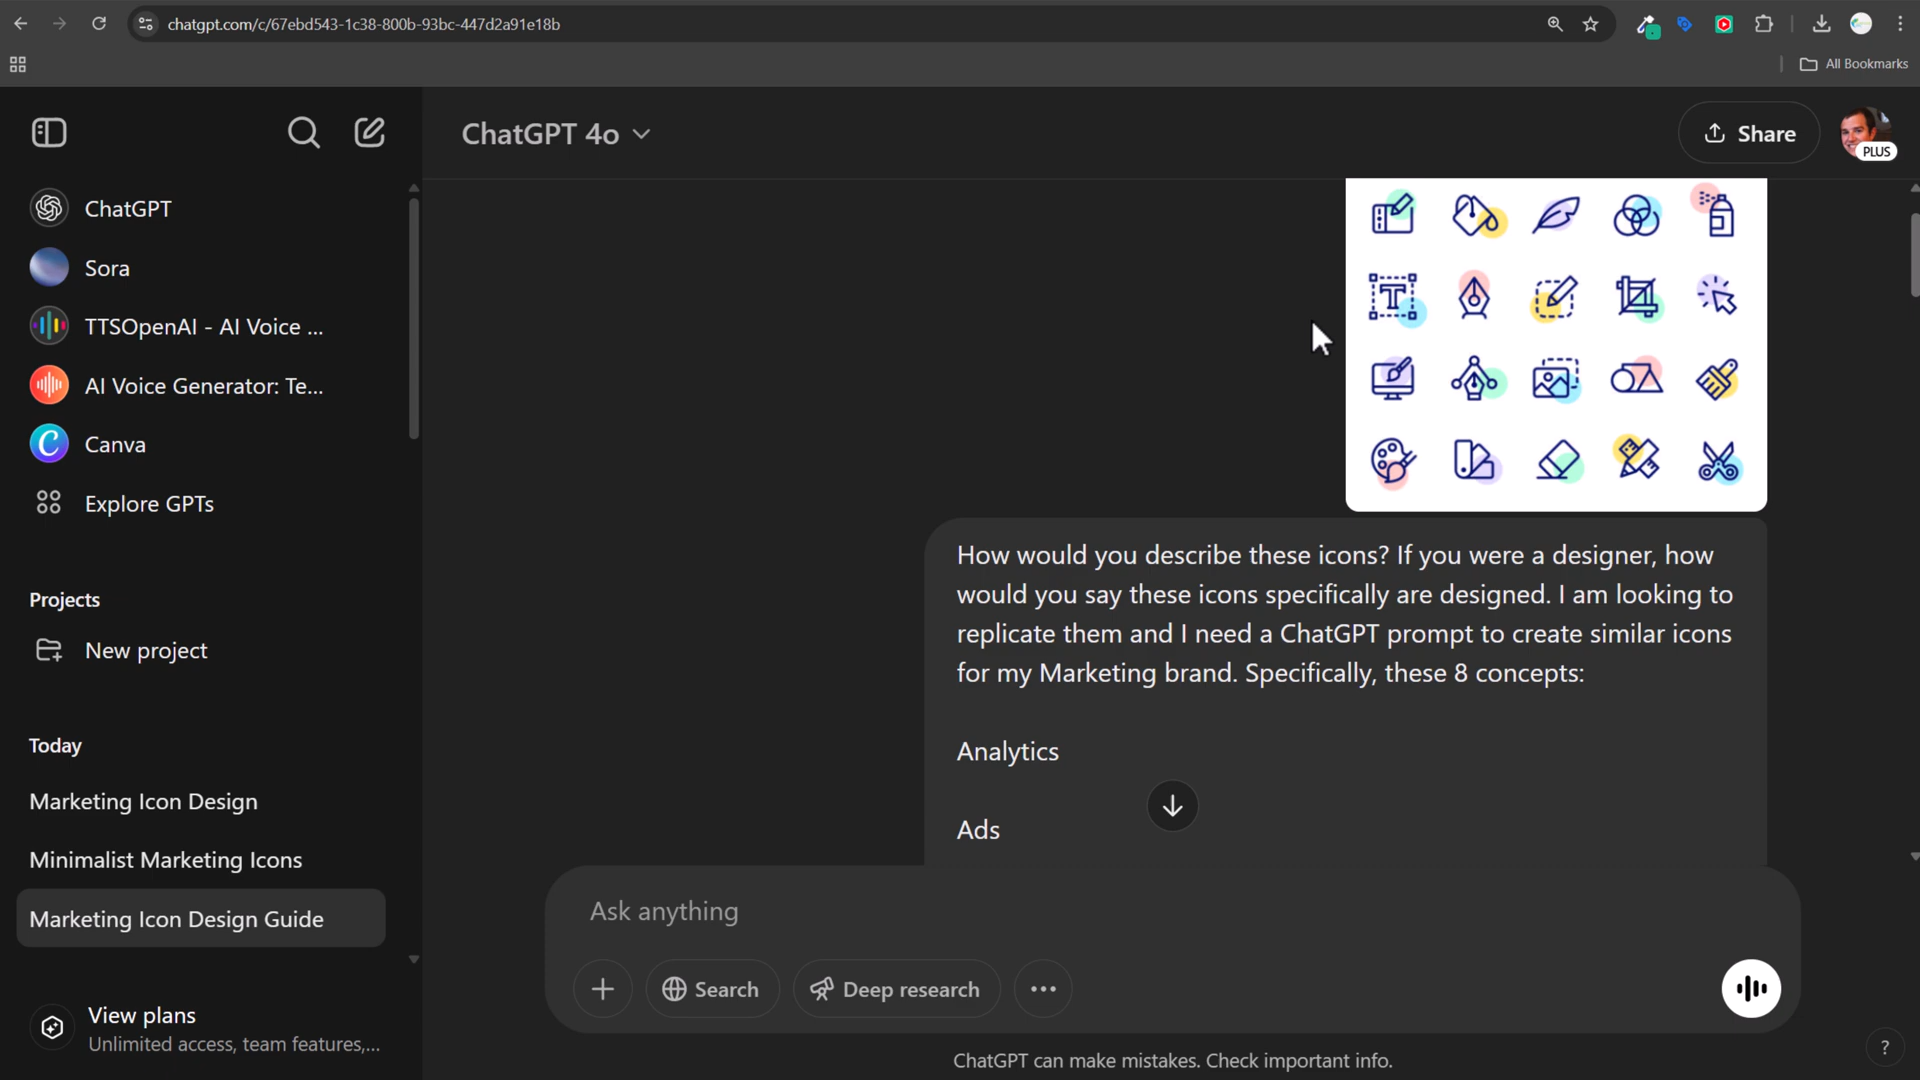 chatgpt.com/c/67ebd543-1c38-800b-93bc-447d2a91e18b
All Bookmarks
ChatGPT 4o
Share
PLUS
ChatGPT
Sora
TTSOpenAI - AI Voice ...
AI Voice Generator: Te...
Canva
Explore GPTs
Projects
New project
Today
Marketing Icon Design
Minimalist Marketing Icons
Marketing Icon Design Guide
View plans
Unlimited access, team features,...
T
How would you describe these icons? If you were a designer, how
would you say these icons specifically are designed. I am looking to
replicate them and I need a ChatGPT prompt to create similar icons
for my Marketing brand. Specifically, these 8 concepts:
Analytics
Ads
Ask anything
Search
Deep research
ChatGPT can make mistakes. Check important info.
?